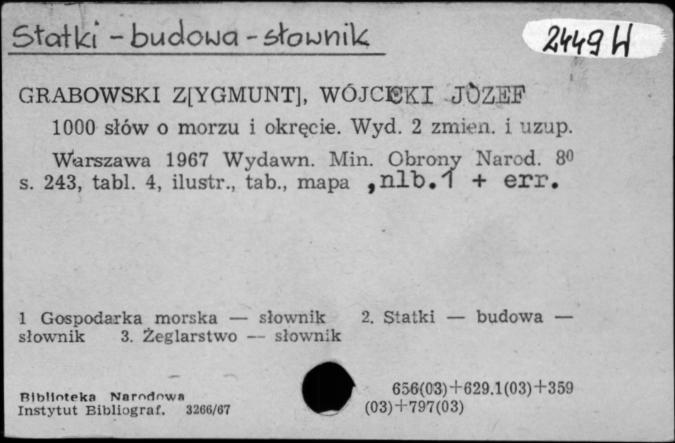 Statki - budowa - słownik
2449 W
GRABOWSKI Z[YGMUNT], WÓJCICKI JÓZEF
1000 słów o morzu i okręcie. Wyd. 2 zmien. i uzup.
Warszawa 1967 Wydawn. Min. Obrony Narod. 8⁰
s. 243, tabl. 4, ilustr., tab., mapa , nlb. 1 + err.
1 Gospodarka morska — słownik 2. Statki — budowa —
słownik 3. Żeglarstwo — słownik
Biblioteka Narodowa
Instytut Bibliograf. 3266/67
656(03)+629.1(03)+359
(03)+797(03)